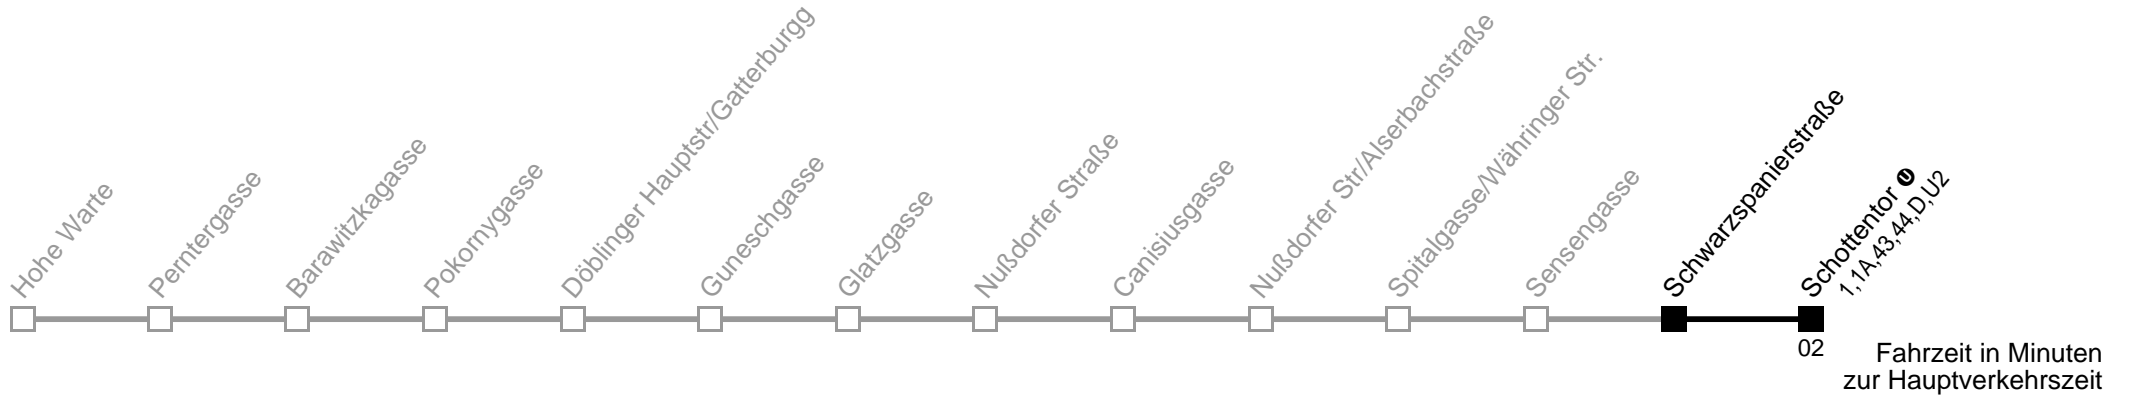 Hohe Warte
Perntergasse
Barawitzkagasse
Pokornygasse
Döblinger Hauptstr/Gatterburgg
Guneschgasse
Glatzgasse
Nußdorfer Straße
Canisiusgasse
Nußdorfer Str/Alserbachstraße
Spitalgasse/Währinger Str.
Sensengasse
Schwarzspanierstraße
Schottentor U
1,1A,43,44,D,U2
02
Fahrzeit in Minuten
zur Hauptverkehrszeit